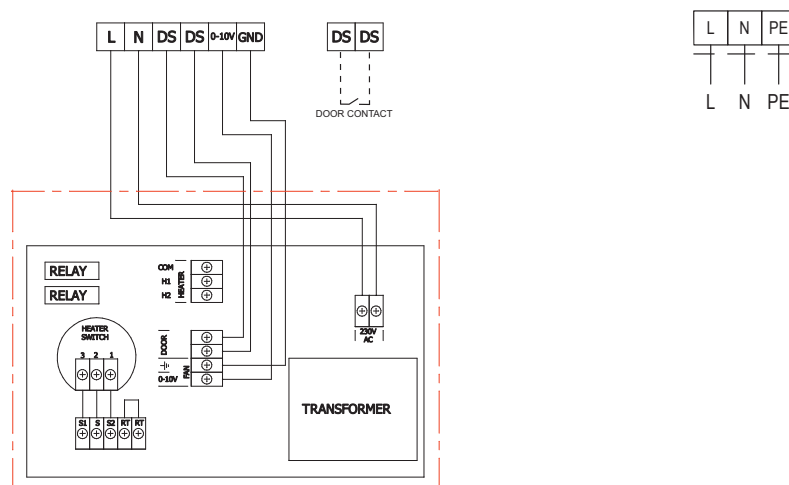 L N DS DS 0-10V GND
DS DS
L N PE
DOOR CONTACT
L N PE
RELAY
RELAY
COM
H1
H2
HEATER
HEATER
SWITCH
3 2 1
230V
AC
DOOR
FAN
0-10V
TRANSFORMER
S1 S S2 RT RT